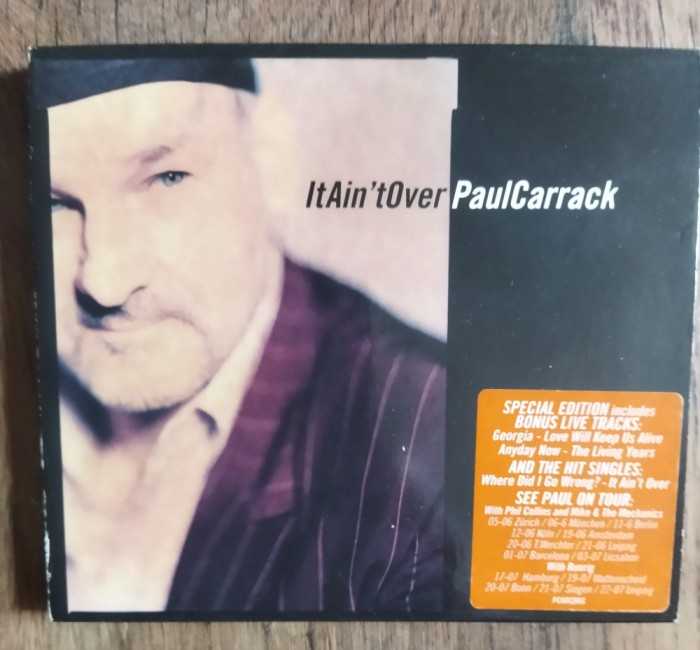 ItAin'tOver PaulCarrack
SPECIAL EDITION includes
BONUS LIVE TRACKS:
Georgia - Love Will Keep Us Alive
Anyday Now - The Living Years
AND THE HIT SINGLES:
Where Did I Go Wrong? - It Ain't Over
SEE PAUL ON TOUR:
With Phil Collins and Mike & The Mechanics
05-06 Zürich / 06-6 München / 11-6 Berlin
12-06 Köln / 19-06 Amsterdam
20-06 T.Werchter / 21-06 Leipzig
01-07 Barcelona / 03-07 Lissabon
With Runrig
17-07 Hamburg / 19-07 Wattenscheid
20-07 Bonn / 21-07 Singen / 22-07 Leipzig